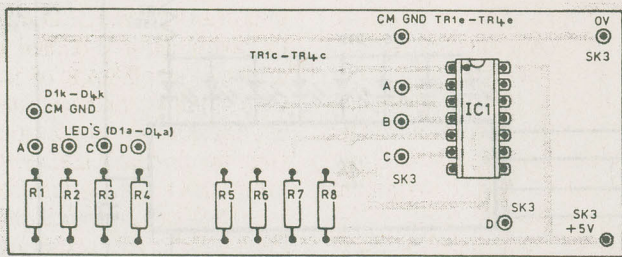 CM GND TR1e-TR4e
0V
SK3
TR1c-TR4c
D1k-D4k
CM GND
LED'S (D1a-D4a)
A B C D
A
B
C
SK3
IC1
R1 R2 R3 R4 R5 R6 R7 R8
D SK3
SK3
+5V